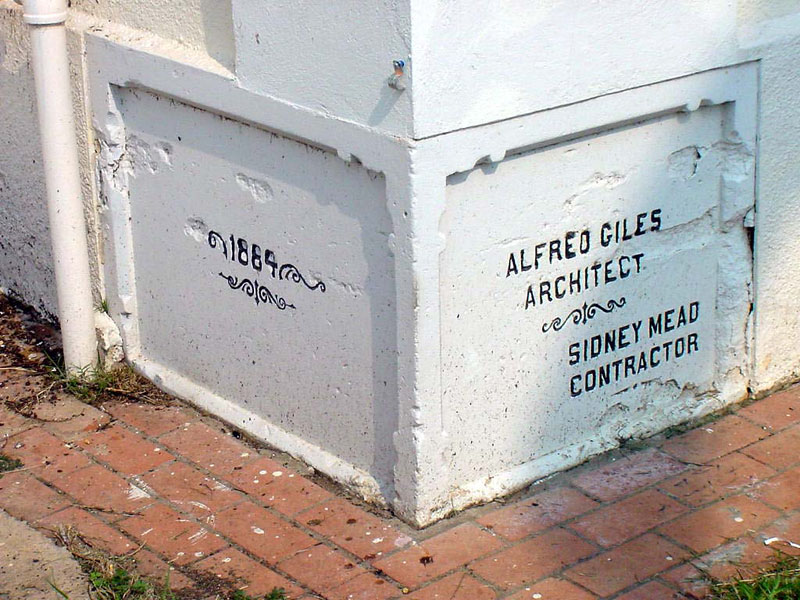 1884
ALFRED GILES
ARCHITECT
SIDNEY MEAD
CONTRACTOR